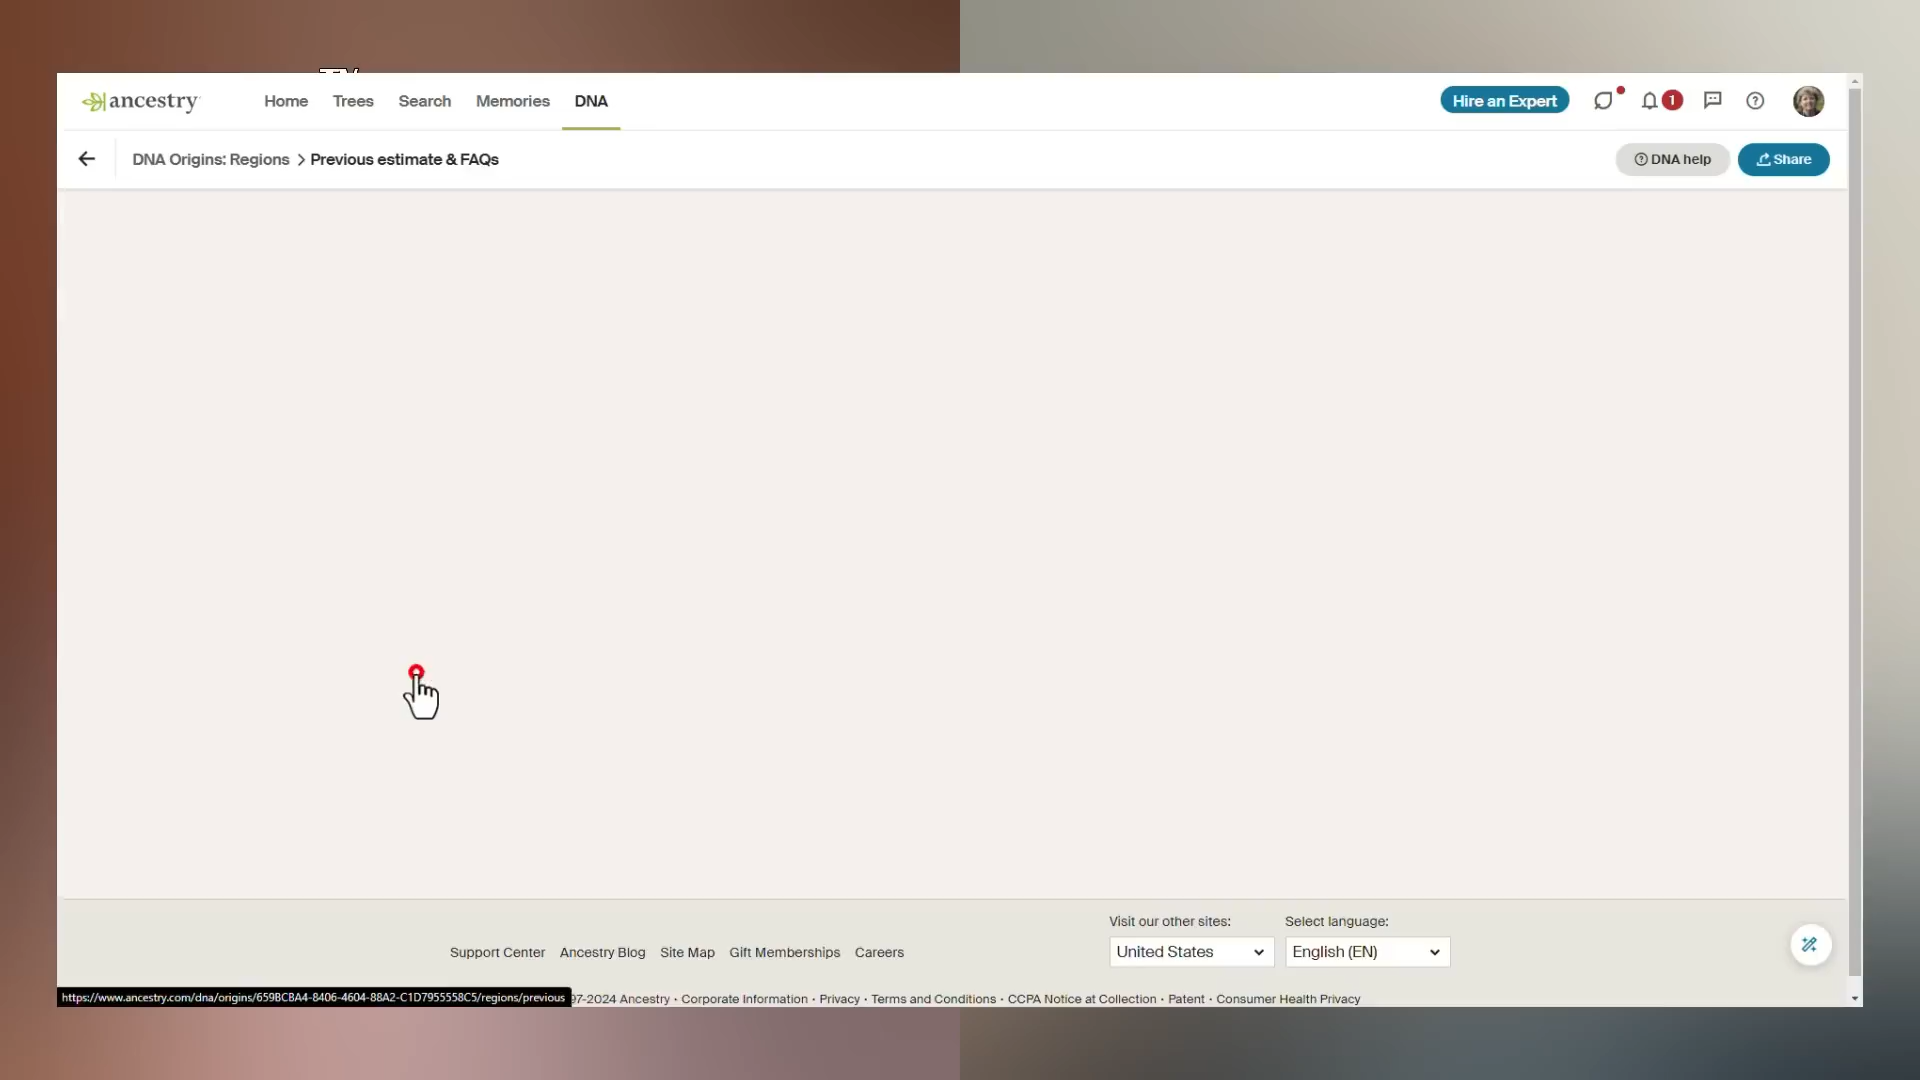 ancestry
Home Trees Search Memories DNA
Hire an Expert
1
DNA Origins: Regions > Previous estimate & FAQs
DNA help
Share
Visit our other sites: Select language:
Support Center Ancestry Blog Site Map Gift Memberships Careers
United States English (EN)
https://www.ancestry.com/dna/origins/659BCBA4-8406-4604-88A2-C1D7955558C5/regions/previous
97-2024 Ancestry · Corporate Information · Privacy · Terms and Conditions · CCPA Notice at Collection · Patent · Consumer Health Privacy